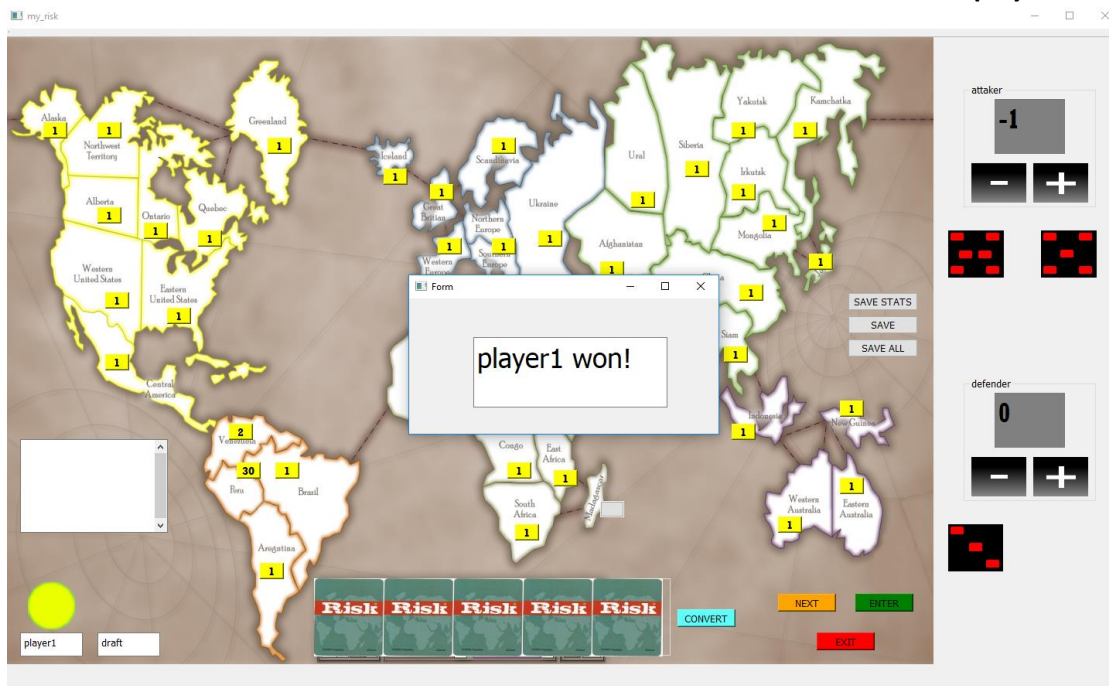 my_risk
attaker
-1
Alaska
1
Northwest
Territory
1
Greenland
1
Alberta
1
Ontario
1
Quebec
1
Western
United States
1
Eastern
United States
1
1
Central
America
Iceland
1
1
Scandinavia
1
Great
Britian
Northern
Europe
Ukraine
1
Western
Europe
1
Southern
Europe
1
Ural
1
Siberia
1
Yakutsk
1
Kamchatka
1
Irkutsk
1
Mongolia
1
1
Afghanistan
1
China
1
Siam
1
SAVE STATS
SAVE
SAVE ALL
Form
player1 won!
defender
0
Indonesia
1
1
New Guinea
Western
Australia
1
1
Eastern
Australia
2
Venezuela
30
Peru
1
Brazil
Aregntina
1
Congo
1
East
Africa
1
South
Africa
1
Madagascar
Risk Risk Risk Risk Risk
CONVERT
NEXT
ENTER
EXIT
player1
draft